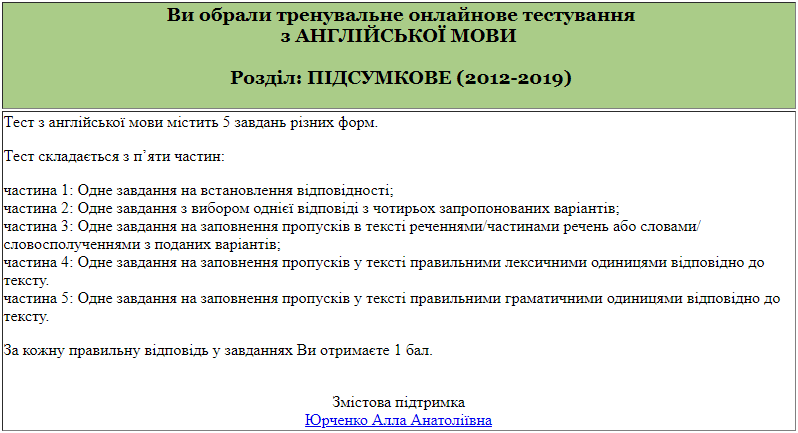 Ви обрали тренувальне онлайнове тестування
з АНГЛІЙСЬКОЇ МОВИ
Розділ: ПІДСУМКОВЕ (2012-2019)
Тест з англійської мови містить 5 завдань різних форм.
Тест складається з п’яти частин:
частина 1: Одне завдання на встановлення відповідності;
частина 2: Одне завдання з вибором однієї відповіді з чотирьох запропонованих варіантів;
частина 3: Одне завдання на заповнення пропусків в тексті реченнями/частинами речень або словами/
словосполученнями з поданих варіантів;
частина 4: Одне завдання на заповнення пропусків у тексті правильними лексичними одиницями відповідно до
тексту.
частина 5: Одне завдання на заповнення пропусків у тексті правильними граматичними одиницями відповідно до
тексту.
За кожну правильну відповідь у завданнях Ви отримаєте 1 бал.
Змістова підтримка
Юрченко Алла Анатоліївна